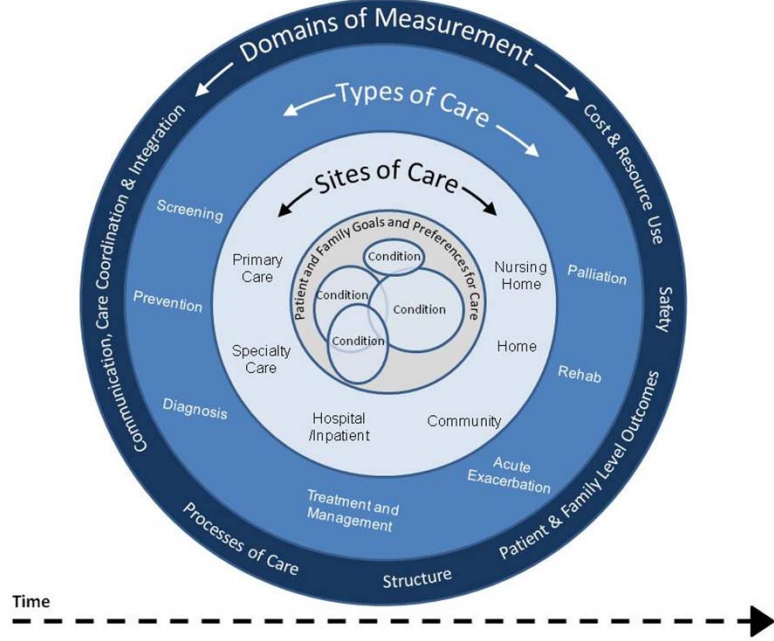 Domains of Measurement
Communication, Care Coordination & Integration
Cost & Resource Use
Safety
Patient & Family Level Outcomes
Structure
Processes of Care
Types of Care
Screening
Prevention
Diagnosis
Treatment and
Management
Acute
Exacerbation
Rehab
Palliation
Sites of Care
Primary
Care
Specialty
Care
Hospital
/Inpatient
Community
Home
Nursing
Home
Patient and Family Goals and Preferences for Care
Condition
Condition
Condition
Condition
Time